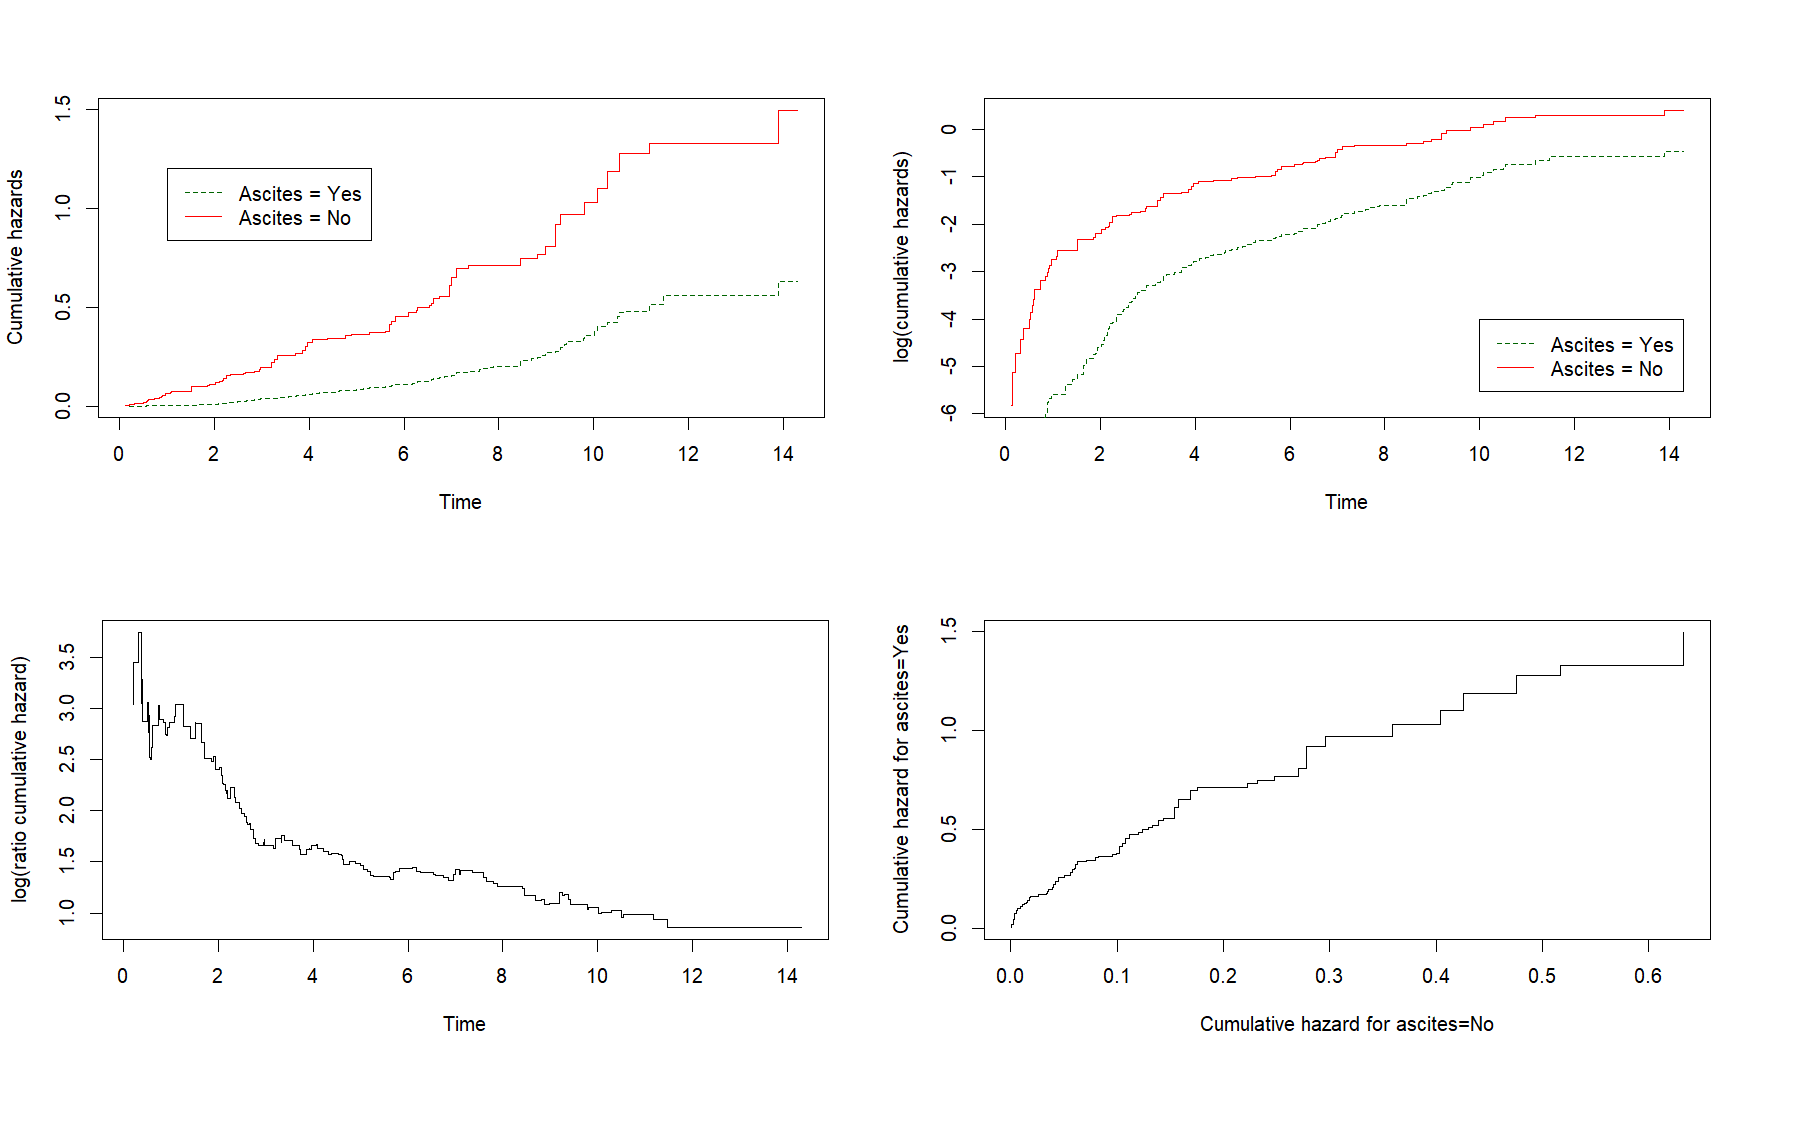 Cumulative hazards
1.5
1.0
0.5
0.0
Ascites = Yes
Ascites = No
0 2 4 6 8 10 12 14
Time
log(cumulative hazards)
0
-1
-2
-3
-4
-5
-6
Ascites = Yes
Ascites = No
0 2 4 6 8 10 12 14
Time
log(ratio cumulative hazard)
3.5
3.0
2.5
2.0
1.5
1.0
0 2 4 6 8 10 12 14
Time
Cumulative hazard for ascites=Yes
1.5
1.0
0.5
0.0
0.0 0.1 0.2 0.3 0.4 0.5 0.6
Cumulative hazard for ascites=No